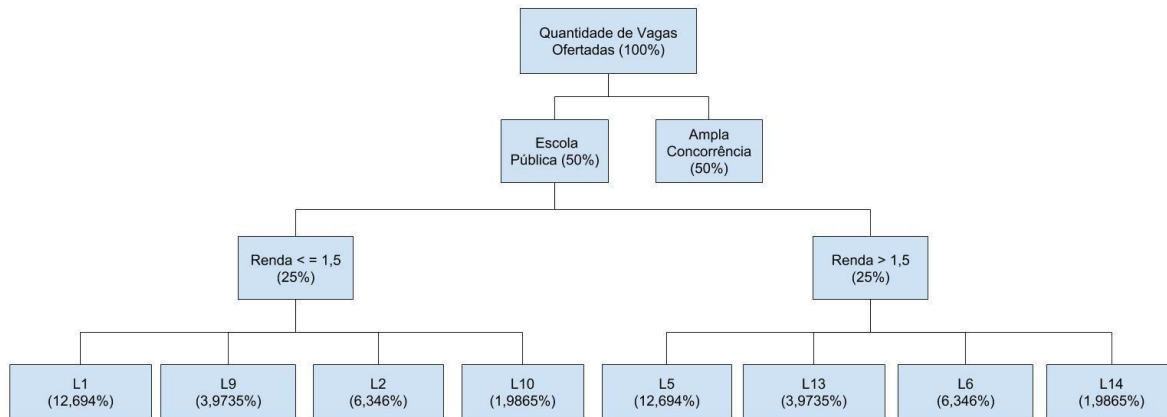 Quantidade de Vagas
Ofertadas (100%)
Escola
Pública (50%)
Ampla
Concorrência
(50%)
Renda < = 1,5
(25%)
Renda > 1,5
(25%)
L1
(12,694%)
L9
(3,9735%)
L2
(6,346%)
L10
(1,9865%)
L5
(12,694%)
L13
(3,9735%)
L6
(6,346%)
L14
(1,9865%)